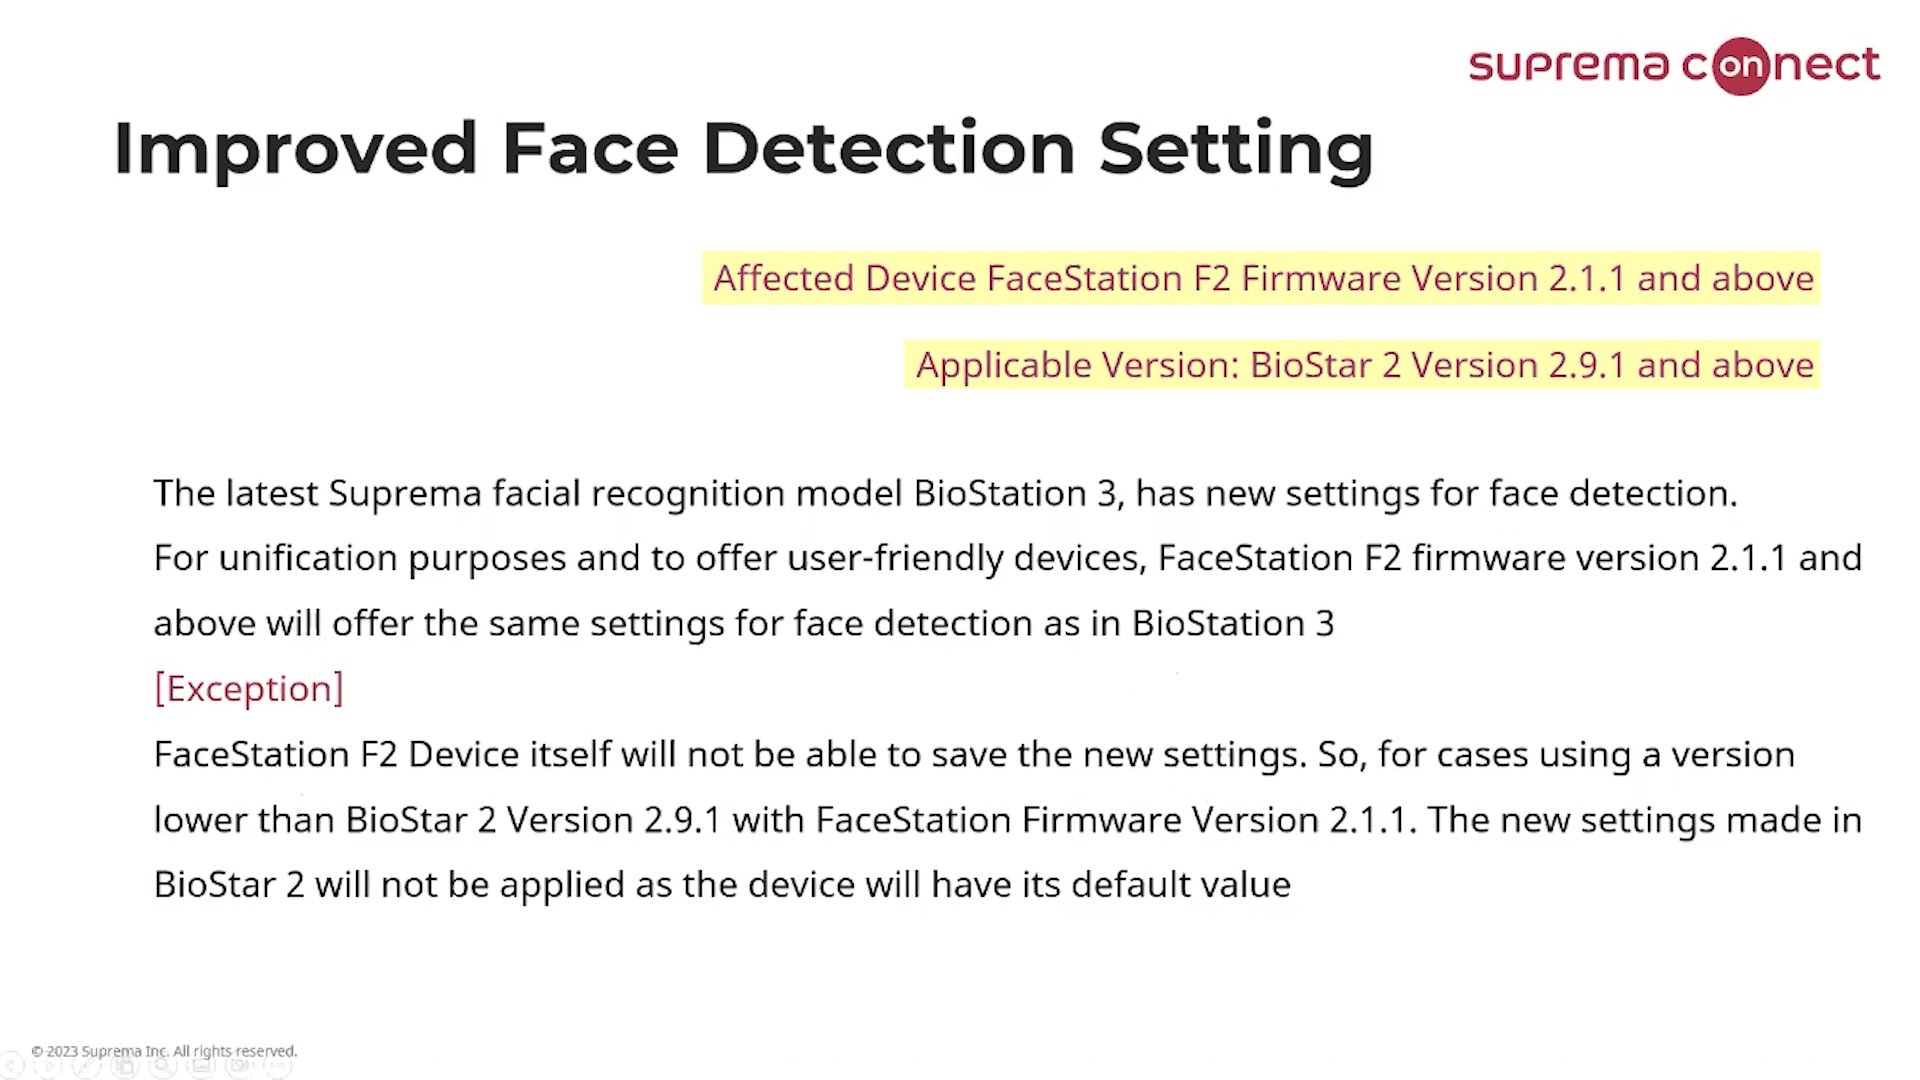 suprema connect
Improved Face Detection Setting
Affected Device FaceStation F2 Firmware Version 2.1.1 and above
Applicable Version: BioStar 2 Version 2.9.1 and above
The latest Suprema facial recognition model BioStation 3, has new settings for face detection.
For unification purposes and to offer user-friendly devices, FaceStation F2 firmware version 2.1.1 and
above will offer the same settings for face detection as in BioStation 3
[Exception]
FaceStation F2 Device itself will not be able to save the new settings. So, for cases using a version
lower than BioStar 2 Version 2.9.1 with FaceStation Firmware Version 2.1.1. The new settings made in
BioStar 2 will not be applied as the device will have its default value
© 2023 Suprema Inc. All rights reserved.